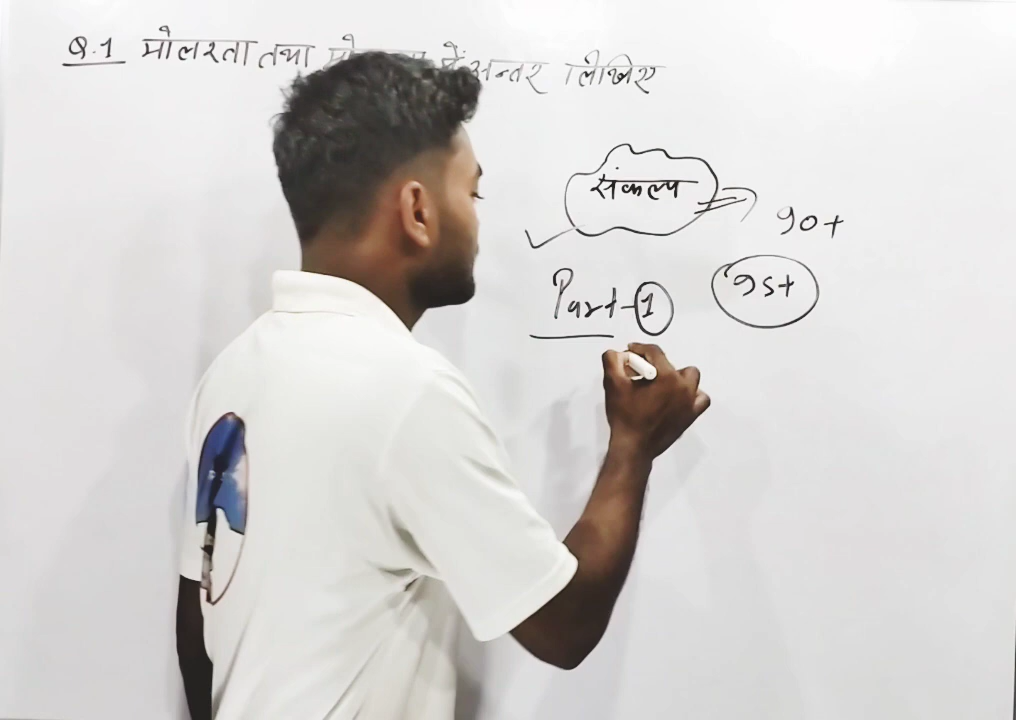 Q.1 मोलरता तथा में अन्तर लिखिए
संकल्प
90+
Part-1
95+